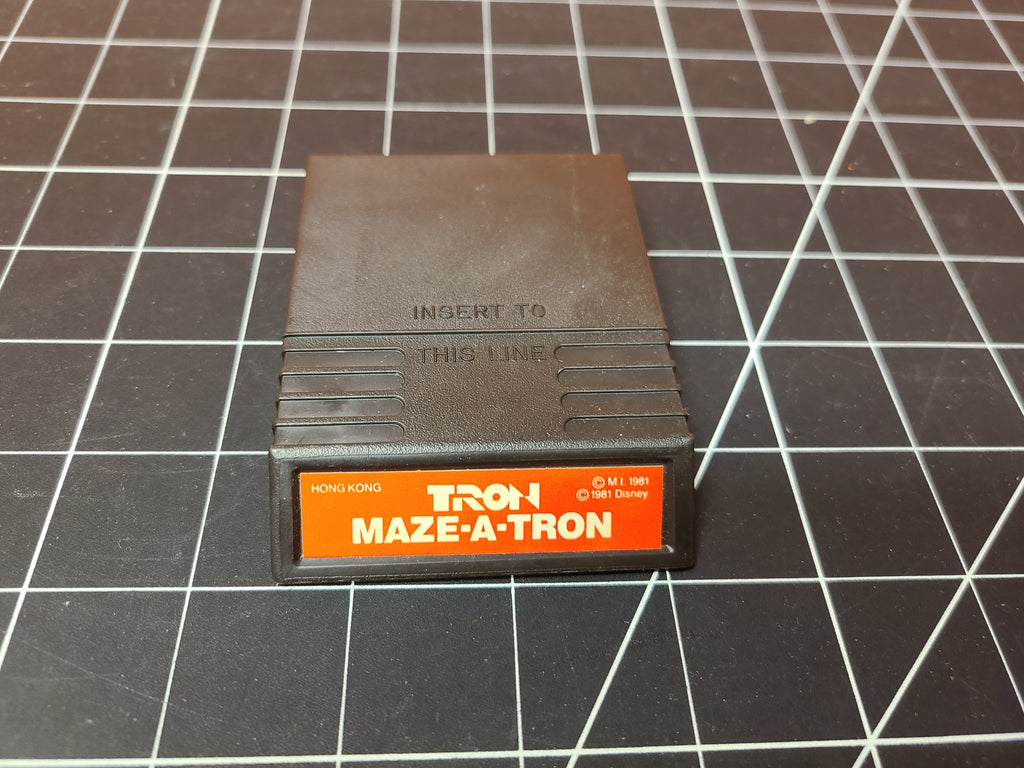 INSERT TO
THIS LINE
HONG KONG
TRON
MAZE-A-TRON
© M.I. 1981
© 1981 Disney